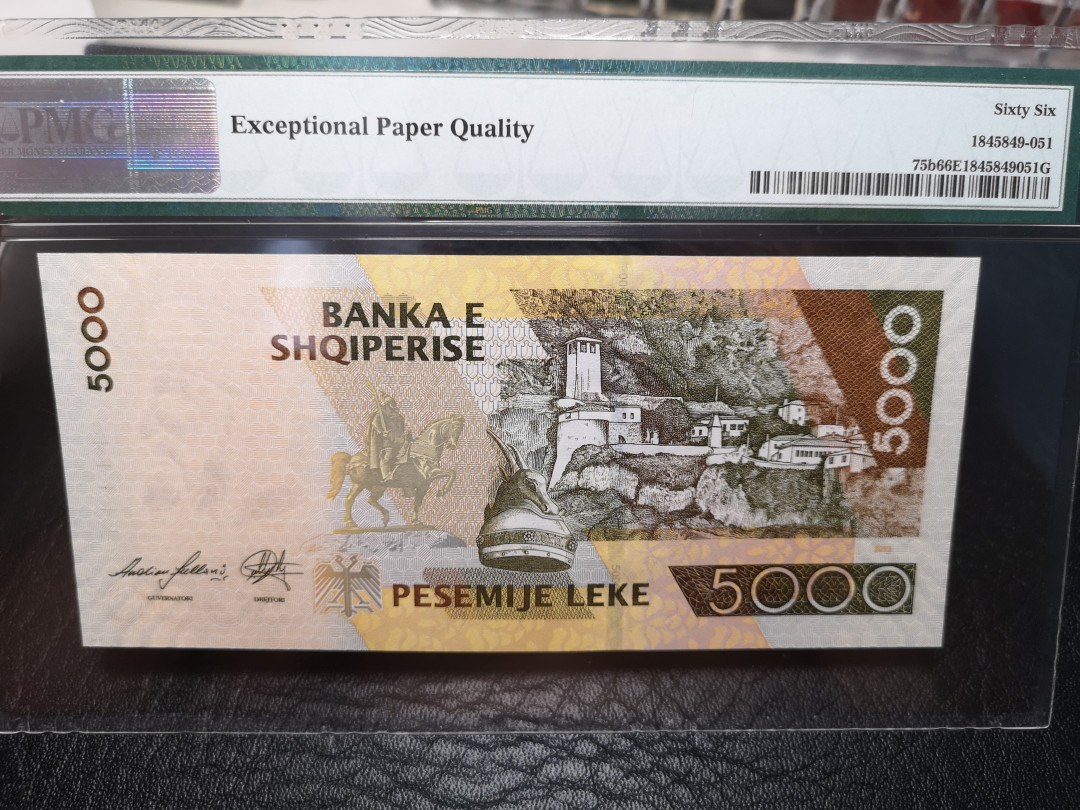 PMG
Exceptional Paper Quality
Sixty Six
1845849-051
75b66E1845849051G
5000
BANKA E
SHQIPERISE
5000
GUVERNATORI
DREJTORI
PESEMIJE LEKE
5000